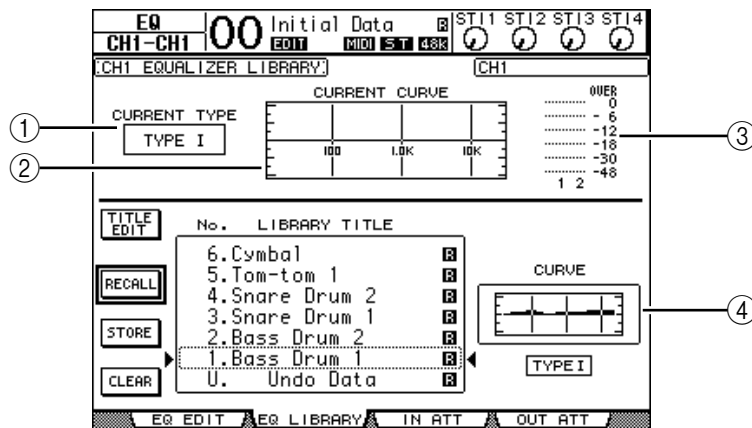 EQ
CH1-CH1
00
Initial Data R
EDIT MIDI ST 48K
ST1 ST2 ST3 ST4
CH1 EQUALIZER LIBRARY
CH1
1
CURRENT TYPE
TYPE I
2
CURRENT CURVE
100 1.0K 10K
OVER
0
- 6
-12
-18
-30
-48
1 2
3
TITLE EDIT
RECALL
STORE
CLEAR
No. LIBRARY TITLE
6.Cymbal R
5.Tom-tom 1 R
4.Snare Drum 2 R
3.Snare Drum 1 R
2.Bass Drum 2 R
1.Bass Drum 1 R
U. Undo Data R
CURVE
TYPE I
4
EQ EDIT EQ LIBRARY IN ATT OUT ATT